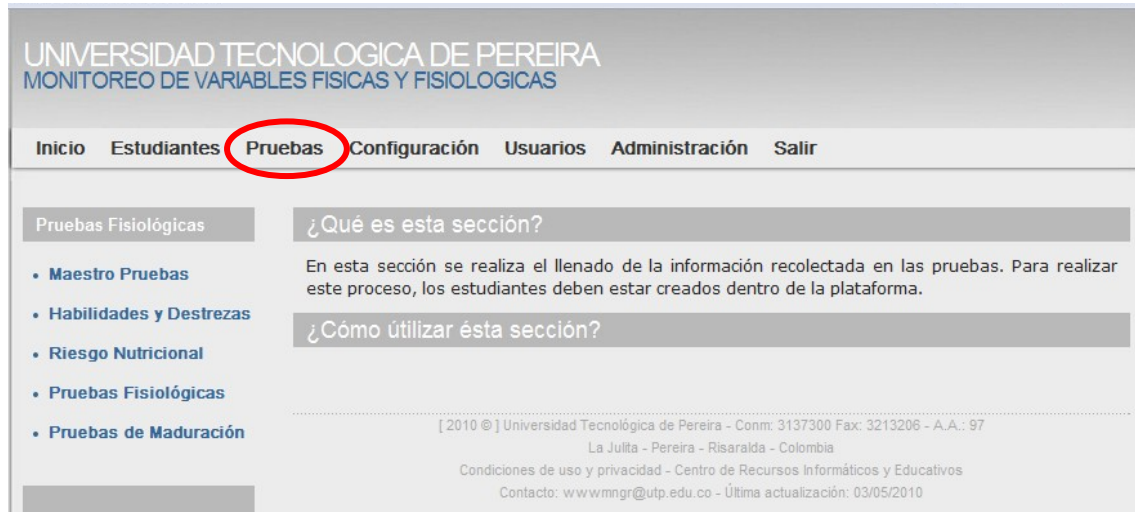 UNIVERSIDAD TECNOLOGICA DE PEREIRA
MONITOREO DE VARIABLES FISICAS Y FISIOLOGICAS
Inicio Estudiantes Pruebas Configuración Usuarios Administración Salir
Pruebas Fisiológicas
• Maestro Pruebas
• Habilidades y Destrezas
• Riesgo Nutricional
• Pruebas Fisiológicas
• Pruebas de Maduración
¿Qué es esta sección?
En esta sección se realiza el llenado de la información recolectada en las pruebas. Para realizar
este proceso, los estudiantes deben estar creados dentro de la plataforma.
¿Cómo útilizar ésta sección?
[ 2010 © ] Universidad Tecnológica de Pereira - Conm: 3137300 Fax: 3213206 - A.A.: 97
La Julita - Pereira - Risaralda - Colombia
Condiciones de uso y privacidad - Centro de Recursos Informáticos y Educativos
Contacto: wwwmngr@utp.edu.co - Última actualización: 03/05/2010